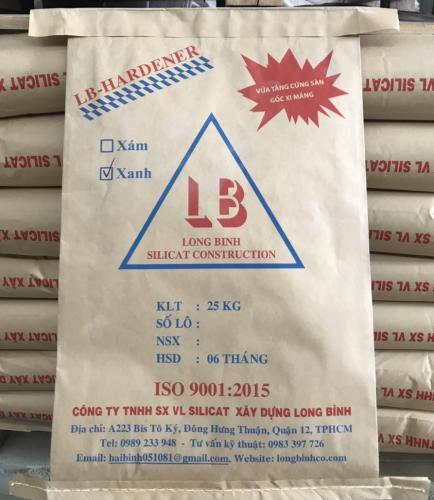 LB-HARDENER
VỮA TĂNG CỨNG SÀN
GỐC XI MĂNG
Xám
Xanh
LB
LONG BINH
SILICAT CONSTRUCTION
KLT : 25 KG
SỐ LÔ :
NSX :
HSD : 06 THÁNG
ISO 9001:2015
CÔNG TY TNHH SX VL SILICAT XÂY DỰNG LONG BÌNH
Địa chỉ: A223 Bis Tô Ký, Đông Hưng Thuận, Quận 12, TPHCM
Tel: 0989 233 948 - Tư vấn kỹ thuật: 0983 397 726
Email: haibinh051081@gmail.com, Website: longbinhco.com